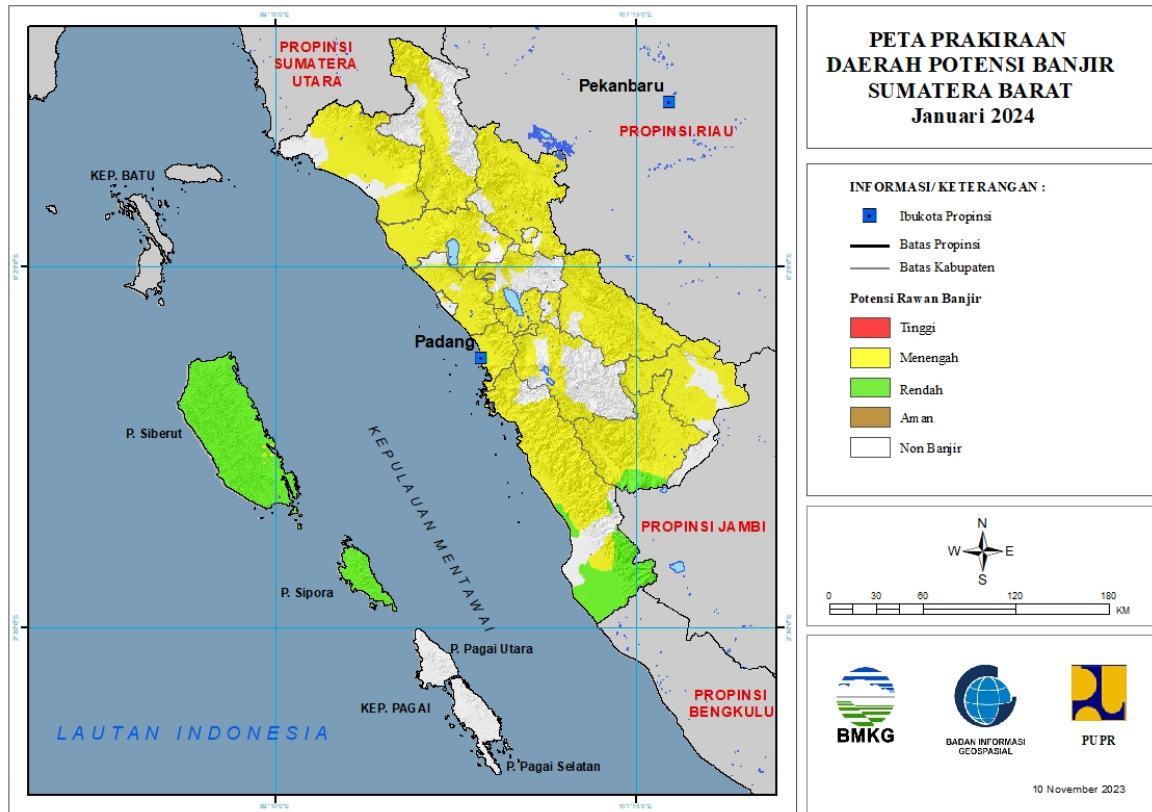 PETA PRAKIRAAN
DAERAH POTENSI BANJIR
SUMATERA BARAT
Januari 2024
INFORMASI/ KETERANGAN :
Ibukota Propinsi
Batas Propinsi
Batas Kabupaten
Potensi Rawan Banjir
Tinggi
Menengah
Rendah
Aman
Non Banjir
N
W E
S
0 30 60 120 180
KM
BMKG
BADAN INFORMASI
GEOSPASIAL
PUPR
10 November 2023
PROPINSI
SUMATERA
UTARA
Pekanbaru
PROPINSI RIAU
KEP. BATU
Padang
P. Siberut
KEPULAUAN MENTAWAI
PROPINSI JAMBI
P. Sipora
P. Pagai Utara
KEP. PAGAI
PROPINSI
BENGKULU
LAUTAN INDONESIA
P. Pagai Selatan